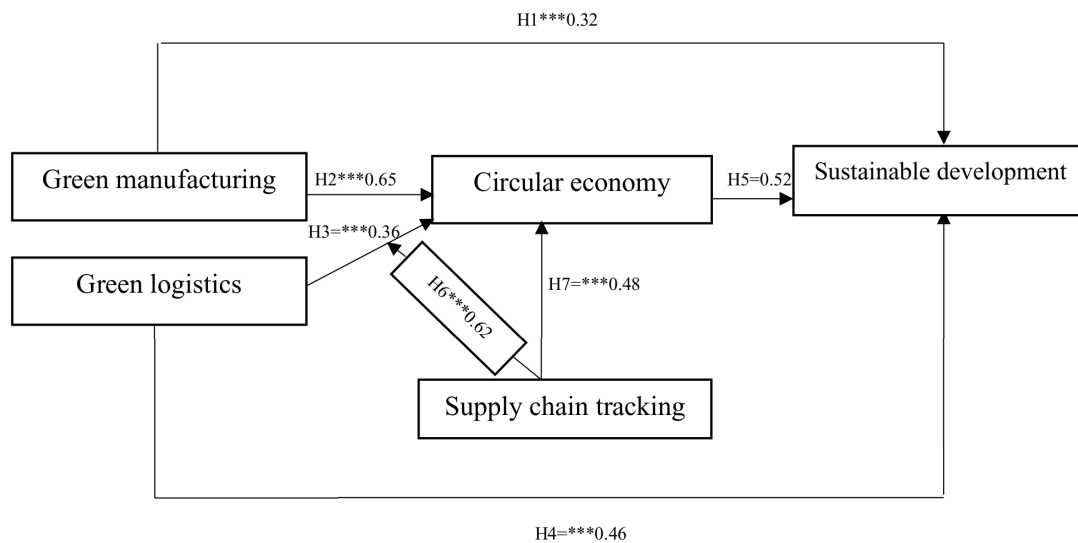 H1***0.32
Green manufacturing
H2***0.65
Circular economy
H5=0.52
Sustainable development
H3=***0.36
Green logistics
H6***0.62
H7=***0.48
Supply chain tracking
H4=***0.46